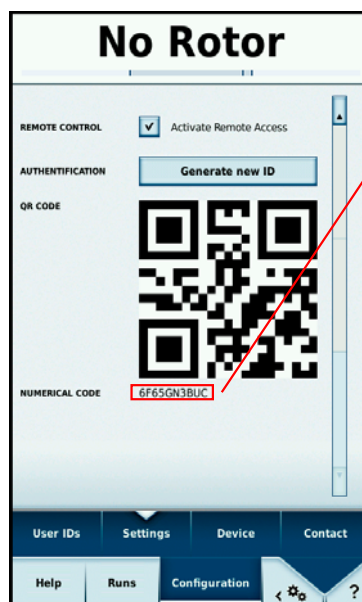 No Rotor
REMOTE CONTROL Activate Remote Access
AUTHENTIFICATION Generate new ID
QR CODE
NUMERICAL CODE 6F65GN3BUC
User IDs Settings Device Contact
Help Runs Configuration ?